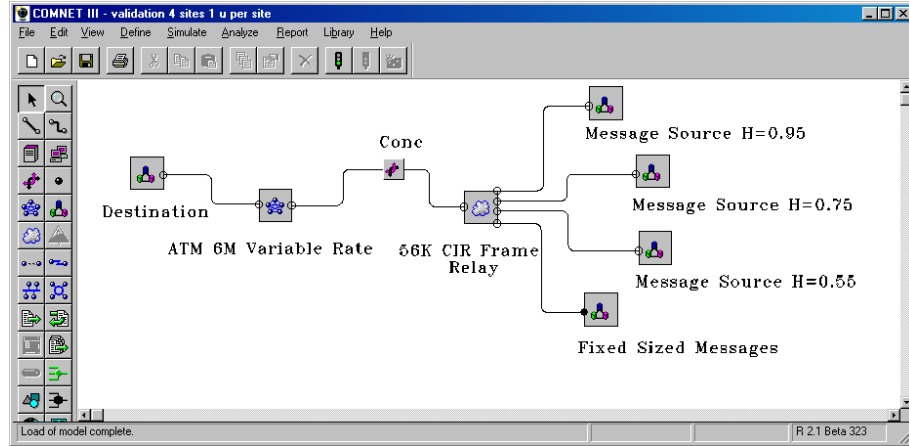 COMNET III - validation 4 sites 1 u per site
File Edit View Define Simulate Analyze Report Library Help
Message Source H=0.95
Conc
Destination
Message Source H=0.75
ATM 6M Variable Rate
56K CIR Frame
Relay
Message Source H=0.55
Fixed Sized Messages
Load of model complete.
R 2.1 Beta 323